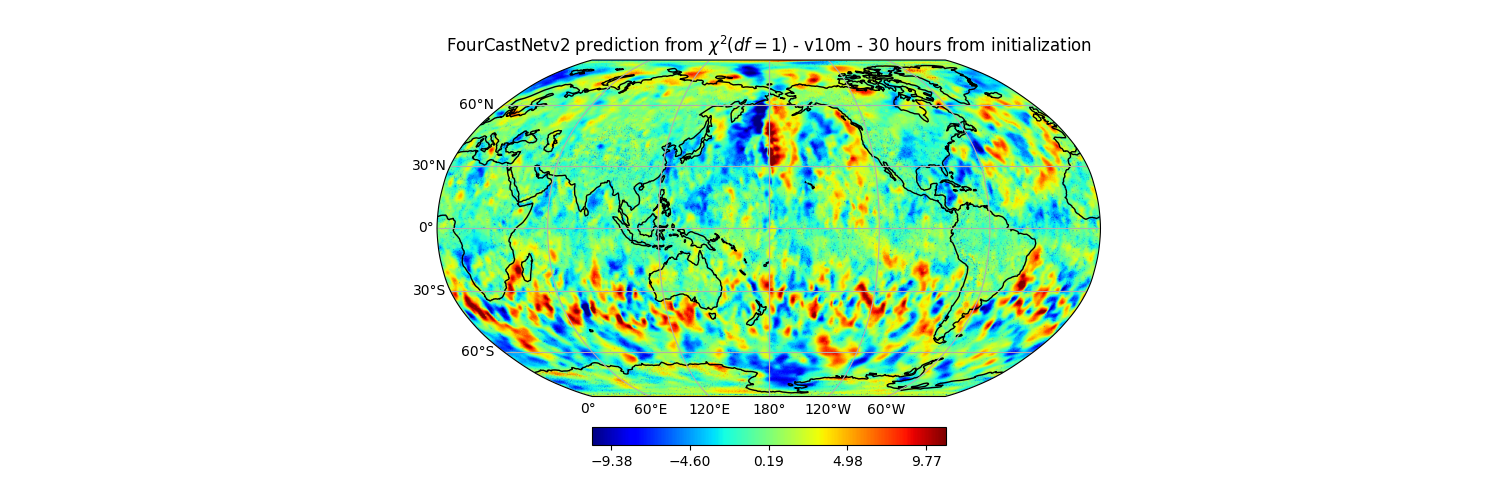 FourCastNetv2 prediction from χ²(df = 1) - v10m - 30 hours from initialization
60°N
30°N
0°
30°S
60°S
0° 60°E 120°E 180° 120°W 60°W
−9.38 −4.60 0.19 4.98 9.77